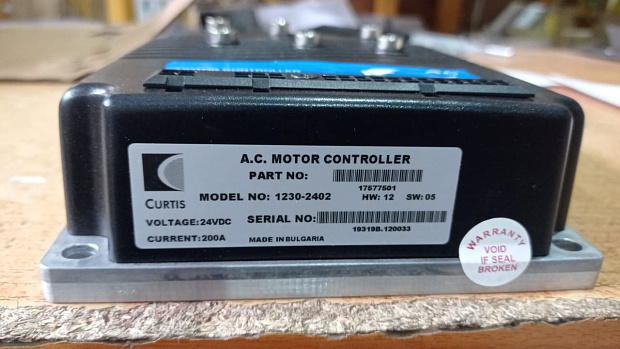 A.C. MOTOR CONTROLLER
PART NO:
17577501
CURTIS
MODEL NO: 1230-2402 HW: 12 SW: 05
VOLTAGE:24VDC
SERIAL NO:
19319B.120033
CURRENT:200A
MADE IN BULGARIA
WARRANTY
VOID
IF SEAL
BROKEN